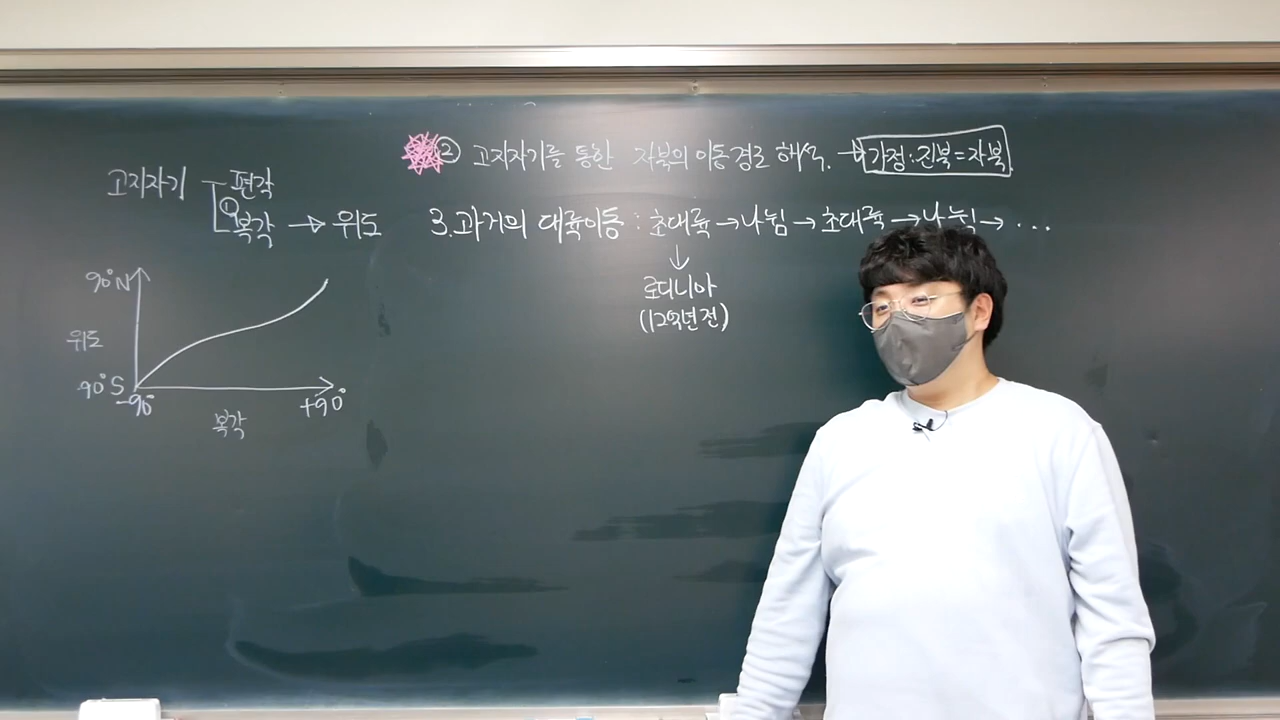 고지자기 편각
① 복각 → 위도
90°N
위도
-90°S
-90°
+90°
복각
② 고지자기를 통한 자북의 이동경로 해석. → 가정:진북=자북.
3. 과거의 대륙이동 : 초대륙 → 나뉨 → 초대륙 → 나뉨 → ...
↓
로디니아
(12억년 전)